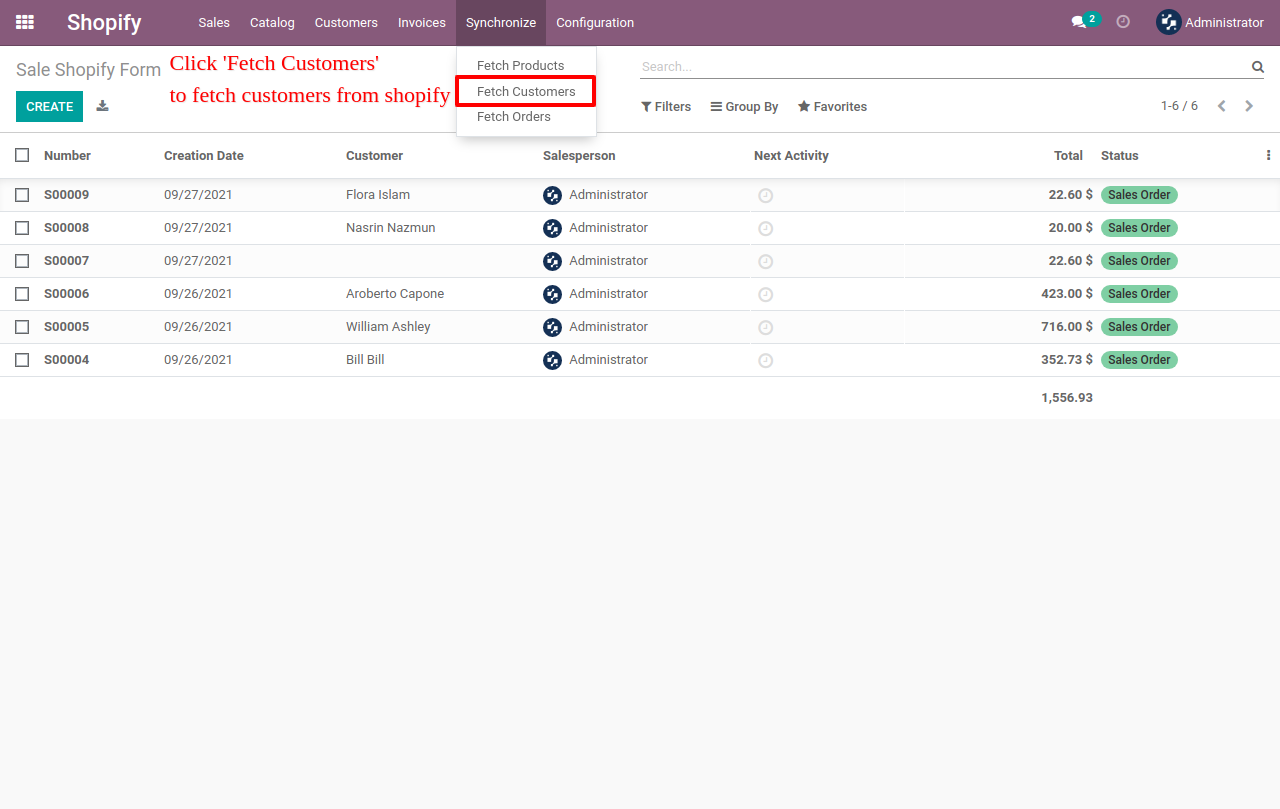 Shopify Sales Catalog Customers Invoices Synchronize Configuration 2 Administrator
Sale Shopify Form
Click 'Fetch Customers'
to fetch customers from shopify
Fetch Products
Fetch Customers
Fetch Orders
Search...
CREATE
Filters Group By Favorites 1-6 / 6
Number Creation Date Customer Salesperson Next Activity Total Status
S00009 09/27/2021 Flora Islam Administrator 22.60 $ Sales Order
S00008 09/27/2021 Nasrin Nazmun Administrator 20.00 $ Sales Order
S00007 09/27/2021 Administrator 22.60 $ Sales Order
S00006 09/26/2021 Aroberto Capone Administrator 423.00 $ Sales Order
S00005 09/26/2021 William Ashley Administrator 716.00 $ Sales Order
S00004 09/26/2021 Bill Bill Administrator 352.73 $ Sales Order
1,556.93